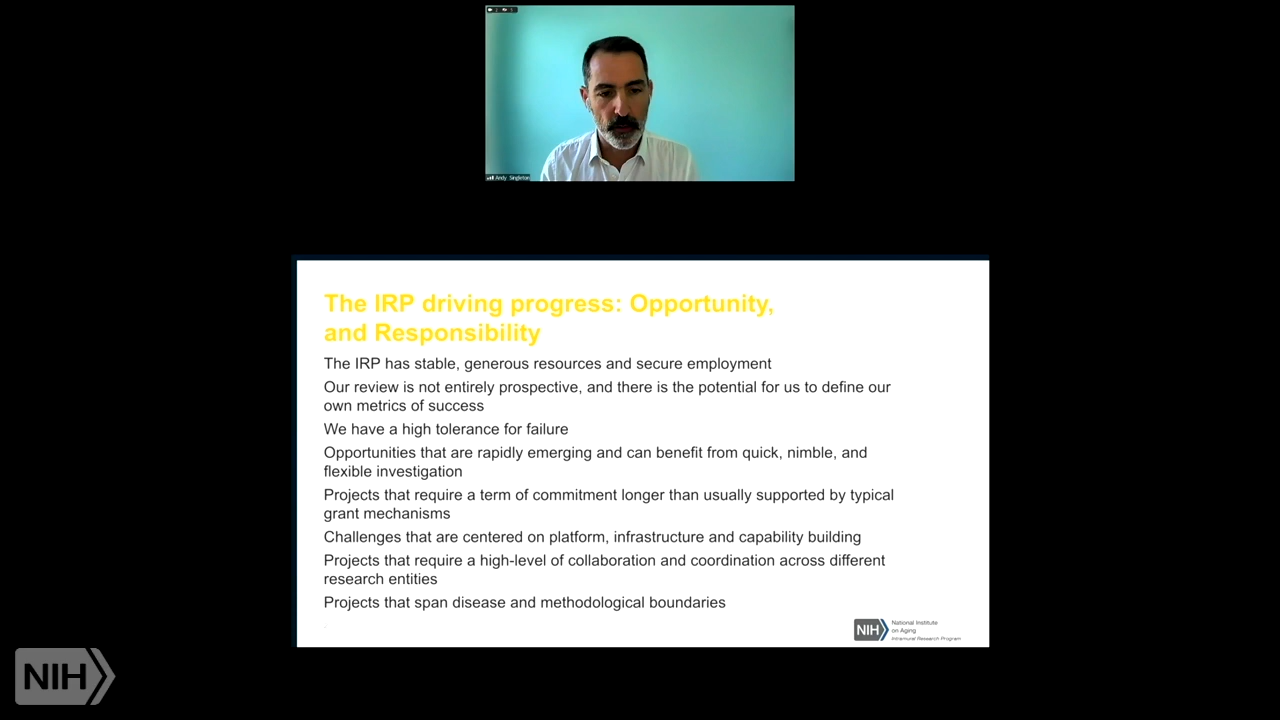 Andy Singleton
The IRP driving progress: Opportunity,
and Responsibility
The IRP has stable, generous resources and secure employment
Our review is not entirely prospective, and there is the potential for us to define our
own metrics of success
We have a high tolerance for failure
Opportunities that are rapidly emerging and can benefit from quick, nimble, and
flexible investigation
Projects that require a term of commitment longer than usually supported by typical
grant mechanisms
Challenges that are centered on platform, infrastructure and capability building
Projects that require a high-level of collaboration and coordination across different
research entities
Projects that span disease and methodological boundaries
NIH
National Institute
on Aging
Intramural Research Program
NIH